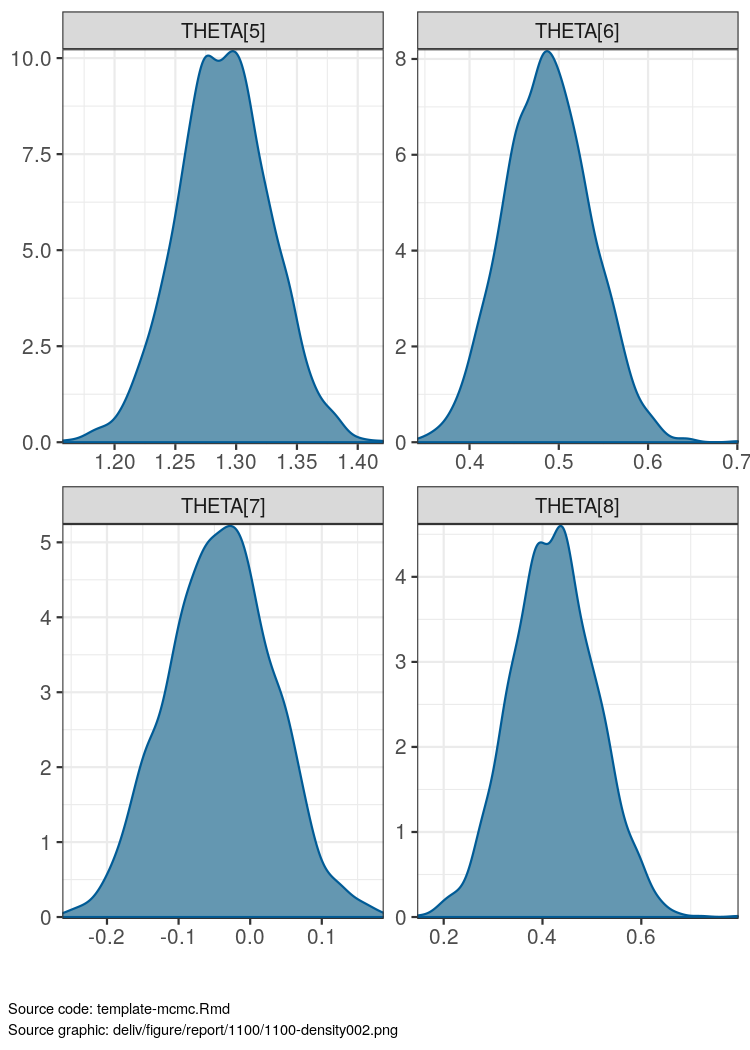 THETA[5] THETA[6]
10.0
7.5
5.0
2.5
0.0
1.20 1.25 1.30 1.35 1.40
8
6
4
2
0
0.4 0.5 0.6 0.7
THETA[7] THETA[8]
5
4
3
2
1
0
-0.2 -0.1 0.0 0.1
4
3
2
1
0
0.2 0.4 0.6
Source code: template-mcmc.Rmd
Source graphic: deliv/figure/report/1100/1100-density002.png